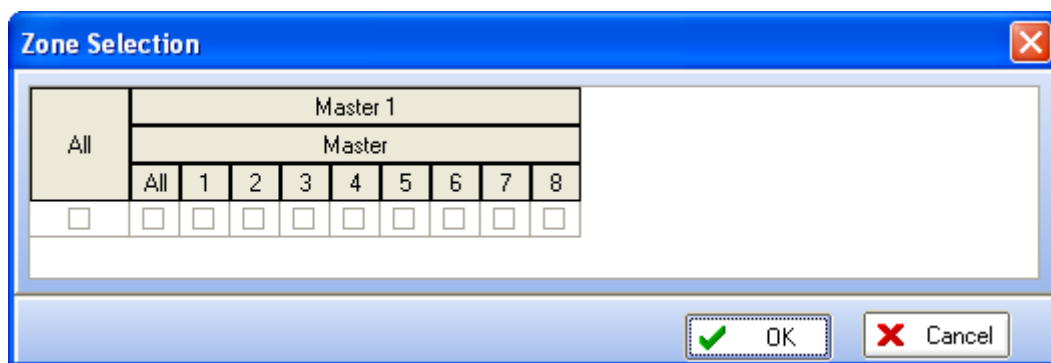 Zone Selection
All
Master 1
Master
All 1 2 3 4 5 6 7 8
OK
Cancel